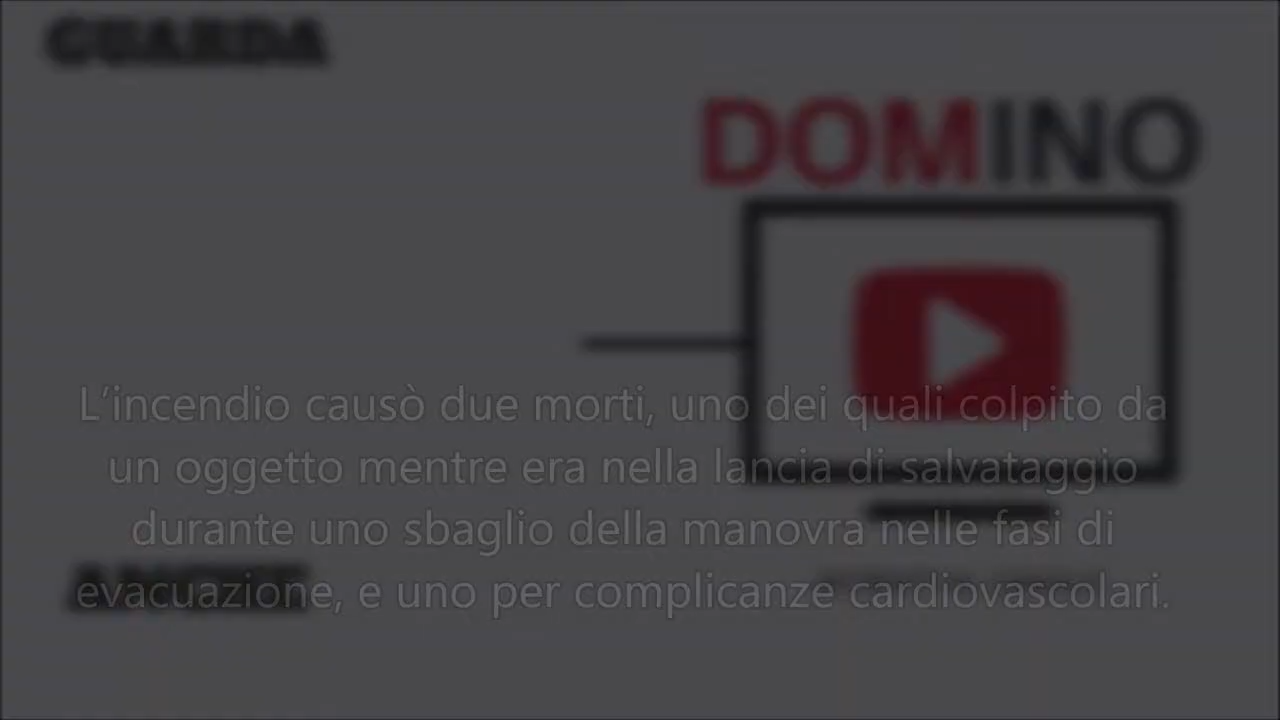 GUARDA
DOMINO
L’incendio causò due morti, uno dei quali colpito da
un oggetto mentre era nella lancia di salvataggio
durante uno sbaglio della manovra nelle fasi di
evacuazione, e uno per complicanze cardiovascolari.